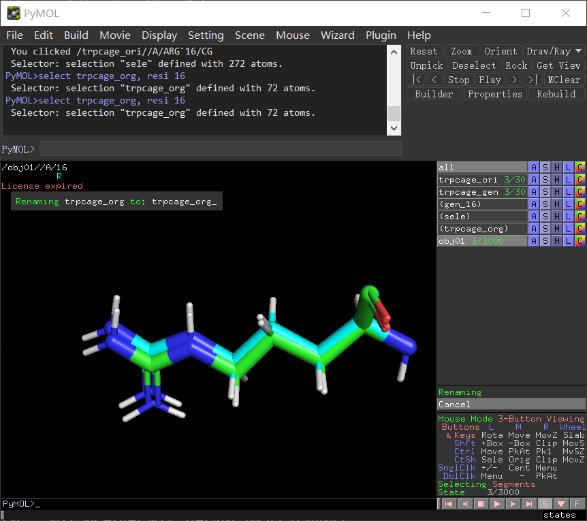 PyMOL
File Edit Build Movie Display Setting Scene Mouse Wizard Plugin Help
You clicked /trpcage_ori//A/ARG`16/CG
Selector: selection "sele" defined with 272 atoms.
PyMOL>select trpcage_org, resi 16
Selector: selection "trpcage_org" defined with 72 atoms.
PyMOL>select trpcage_org, resi 16
Selector: selection "trpcage_org" defined with 72 atoms.
PyMOL>
Reset Zoom Orient Draw/Ray
Unpick Deselect Rock Get View
|< < Stop Play > >| MClear
Builder Properties Rebuild
/obj01//A/16
R
License expired
Renaming trpcage_org to: trpcage_org_
all A S H L C
trpcage_ori 3/30 A S H L C
trpcage_gen 3/30 A S H L C
(gen_16) A S H L C
(sele) A S H L C
(trpcage_org) A S H L C
obj01 3/3000 A S H L C
Renaming
Cancel
Mouse Mode 3-Button Viewing
Buttons L M R Wheel
& Keys Rota Move MovZ Slab
Shft +Box -Box Clip MovS
Ctrl Move PkAt Pk1 MvSZ
CtSh Sele Orig Clip MovZ
SnglClk +/- Cent Menu
DblClk Menu - PkAt
Selecting Segments
State 3/3000
PyMOL>_
S F
states